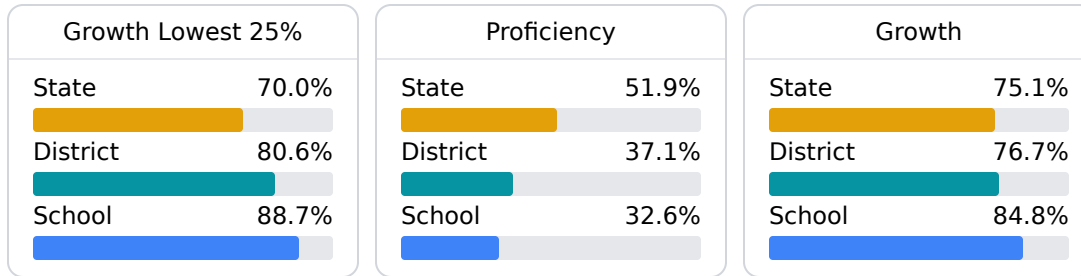 Growth Lowest 25%
State 70.0%
District 80.6%
School 88.7%
Proficiency
State 51.9%
District 37.1%
School 32.6%
Growth
State 75.1%
District 76.7%
School 84.8%